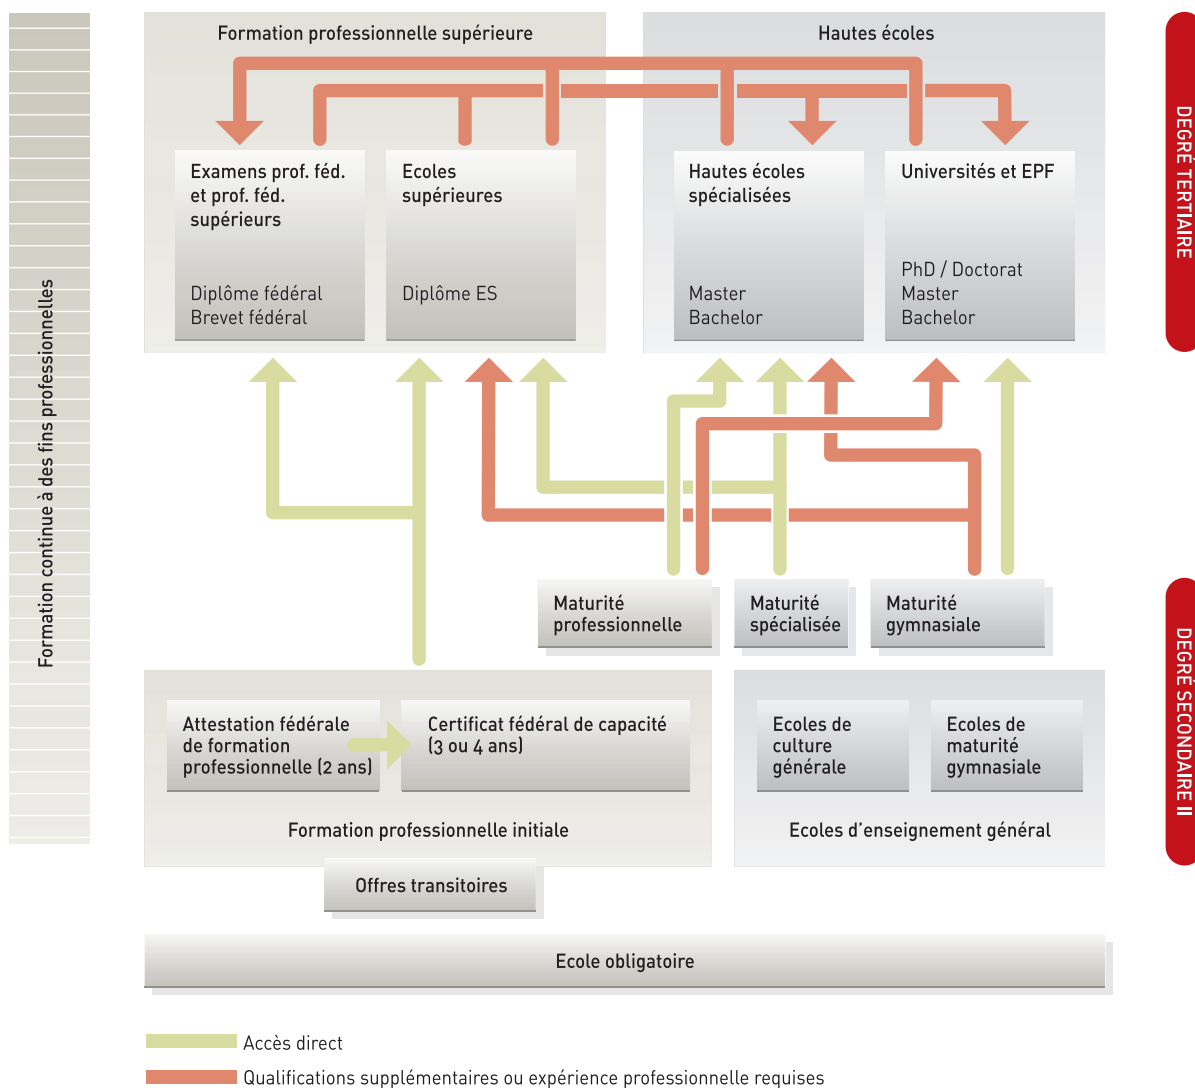 Formation continue à des fins professionnelles
Formation professionnelle supérieure
Hautes écoles
DEGRÉ TERTIAIRE
Examens prof. féd.
et prof. féd.
supérieurs
Diplôme fédéral
Brevet fédéral
Ecoles
supérieures
Diplôme ES
Hautes écoles
spécialisées
Master
Bachelor
Universités et EPF
PhD / Doctorat
Master
Bachelor
Maturité
professionnelle
Maturité
spécialisée
Maturité
gymnasiale
DEGRÉ SECONDAIRE II
Attestation fédérale
de formation
professionnelle (2 ans)
Certificat fédéral de capacité
(3 ou 4 ans)
Ecoles de
culture
générale
Ecoles de
maturité
gymnasiale
Formation professionnelle initiale
Ecoles d'enseignement général
Offres transitoires
Ecole obligatoire
Accès direct
Qualifications supplémentaires ou expérience professionnelle requises